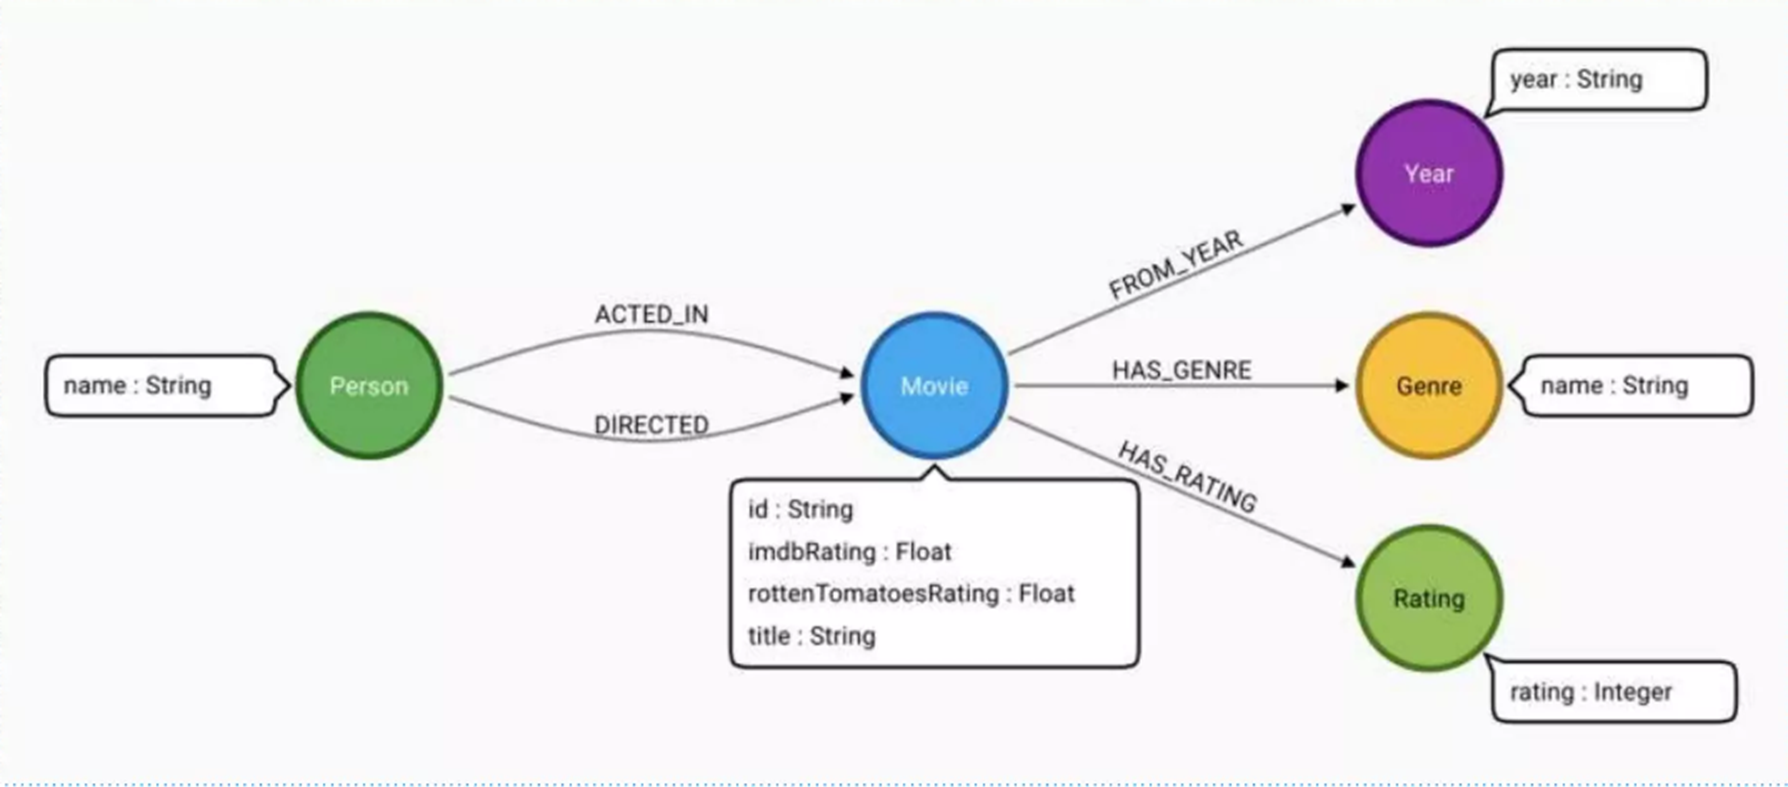 year : String
Year
FROM_YEAR
ACTED_IN
name : String
Person
Movie
HAS_GENRE
Genre
name : String
DIRECTED
HAS_RATING
id : String
imdbRating : Float
rottenTomatoesRating : Float
title : String
Rating
rating : Integer